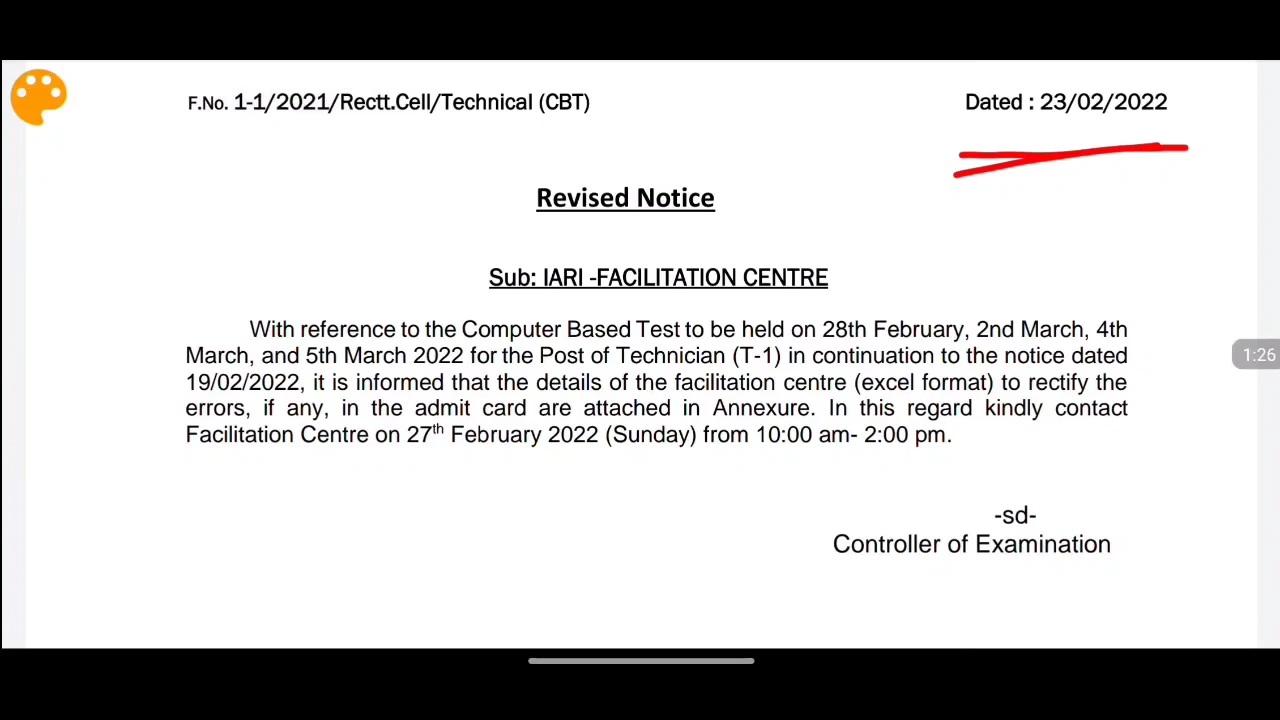 F.No. 1-1/2021/Rectt.Cell/Technical (CBT) Dated : 23/02/2022
Revised Notice
Sub: IARI -FACILITATION CENTRE
With reference to the Computer Based Test to be held on 28th February, 2nd March, 4th
March, and 5th March 2022 for the Post of Technician (T-1) in continuation to the notice dated
19/02/2022, it is informed that the details of the facilitation centre (excel format) to rectify the
errors, if any, in the admit card are attached in Annexure. In this regard kindly contact
Facilitation Centre on 27th February 2022 (Sunday) from 10:00 am- 2:00 pm.
-sd-
Controller of Examination
1:26